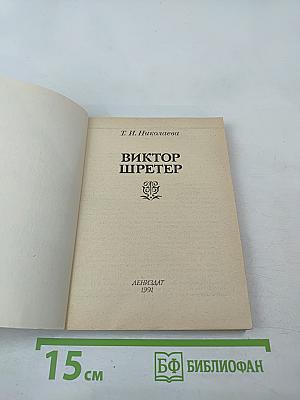 Т. И. Николаева
ВИКТОР
ШРЕТЕР
ЛЕНИЗДАТ
1991
15 см
БФ БИБЛИОФАН